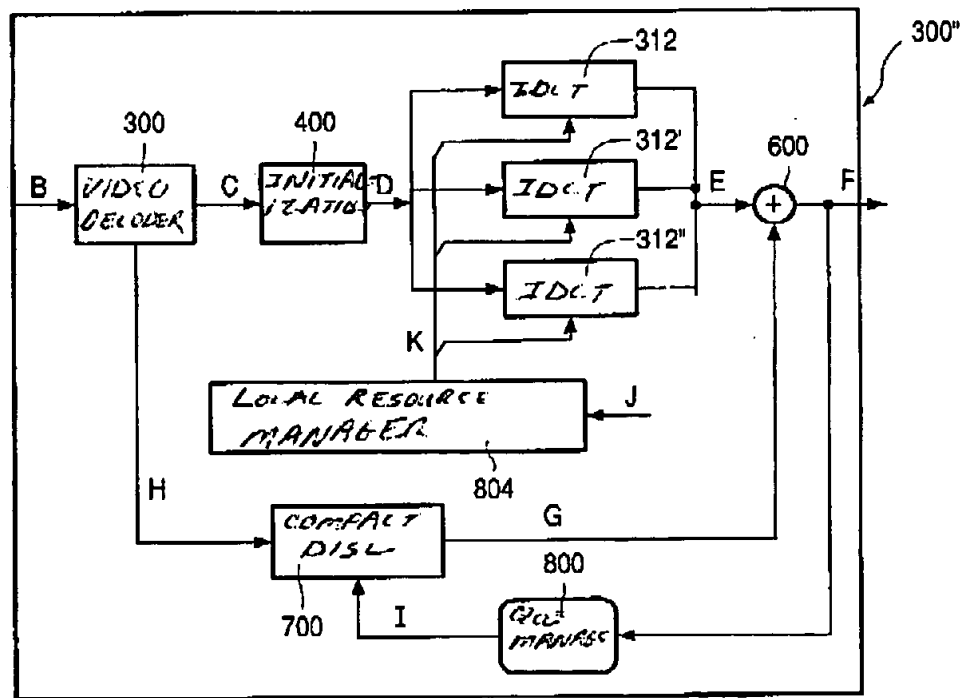 300"
312
IDCT
300
400
312'
600
B
VIDEO
DECODER
C
INITIAL
IZATION
D
IDCT
E
F
312"
IDCT
K
LOCAL RESOURCE
MANAGER
J
804
H
COMPACT
DISC
G
800
700
I
MANAGE